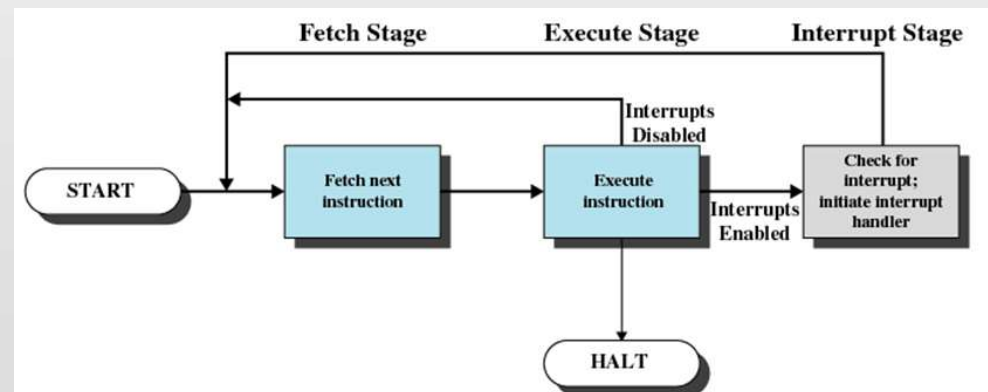 Fetch Stage
Execute Stage
Interrupt Stage
Interrupts
Disabled
START
Fetch next
instruction
Execute
instruction
Interrupts
Enabled
Check for
interrupt;
initiate interrupt
handler
HALT